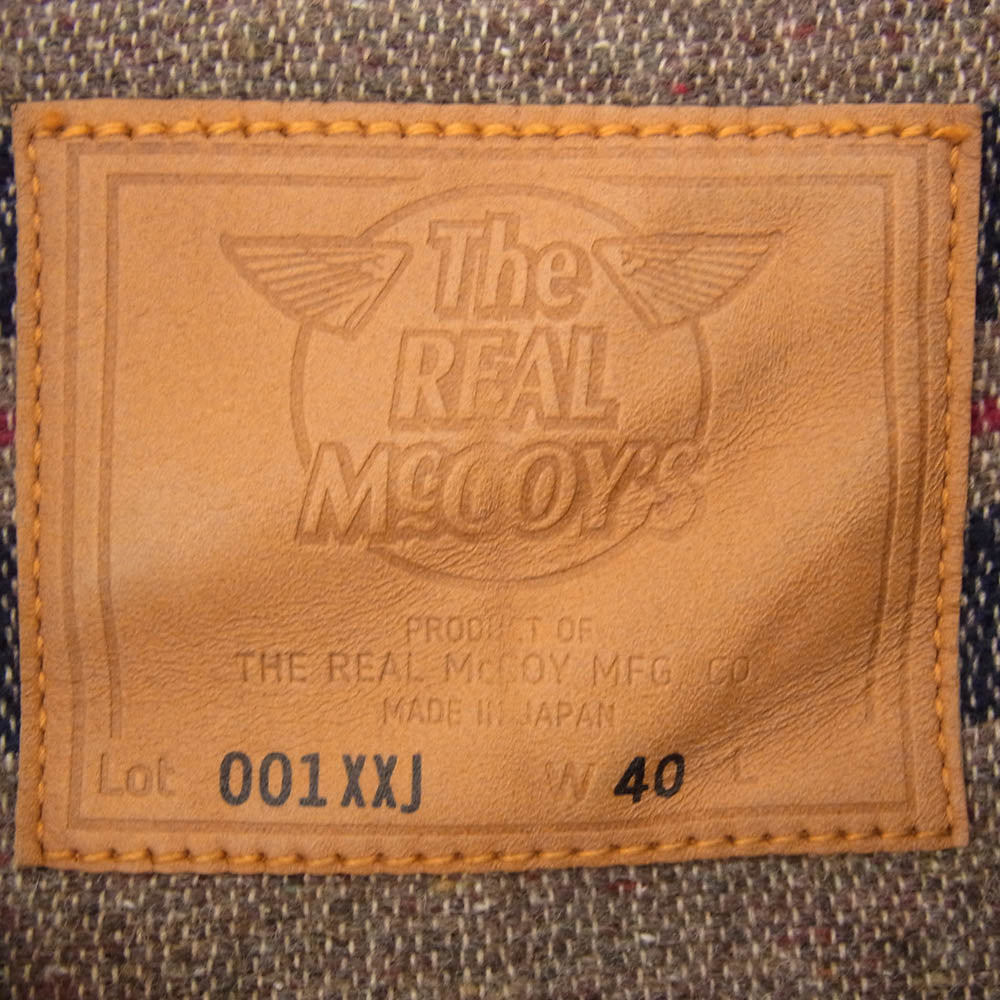 The
REAL
McCOY'S
PRODUCT OF
THE REAL McCOY MFG. CO.
MADE IN JAPAN
Lot 001XXJ W 40 L